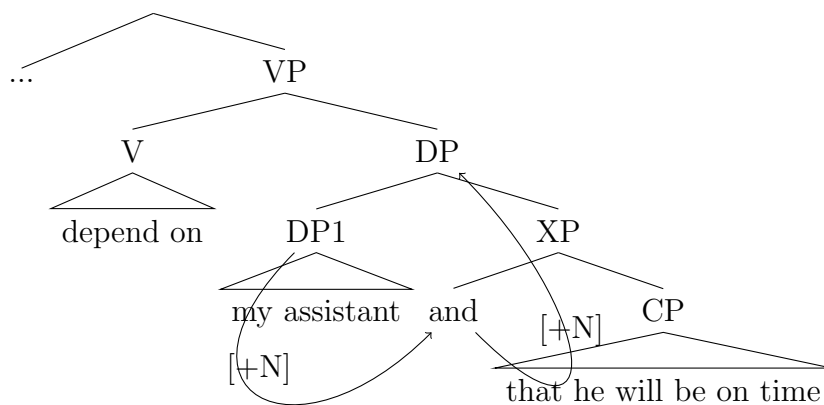 ...
VP
V
DP
depend on
DP1
XP
my assistant
and
CP
[+N]
[+N]
that he will be on time